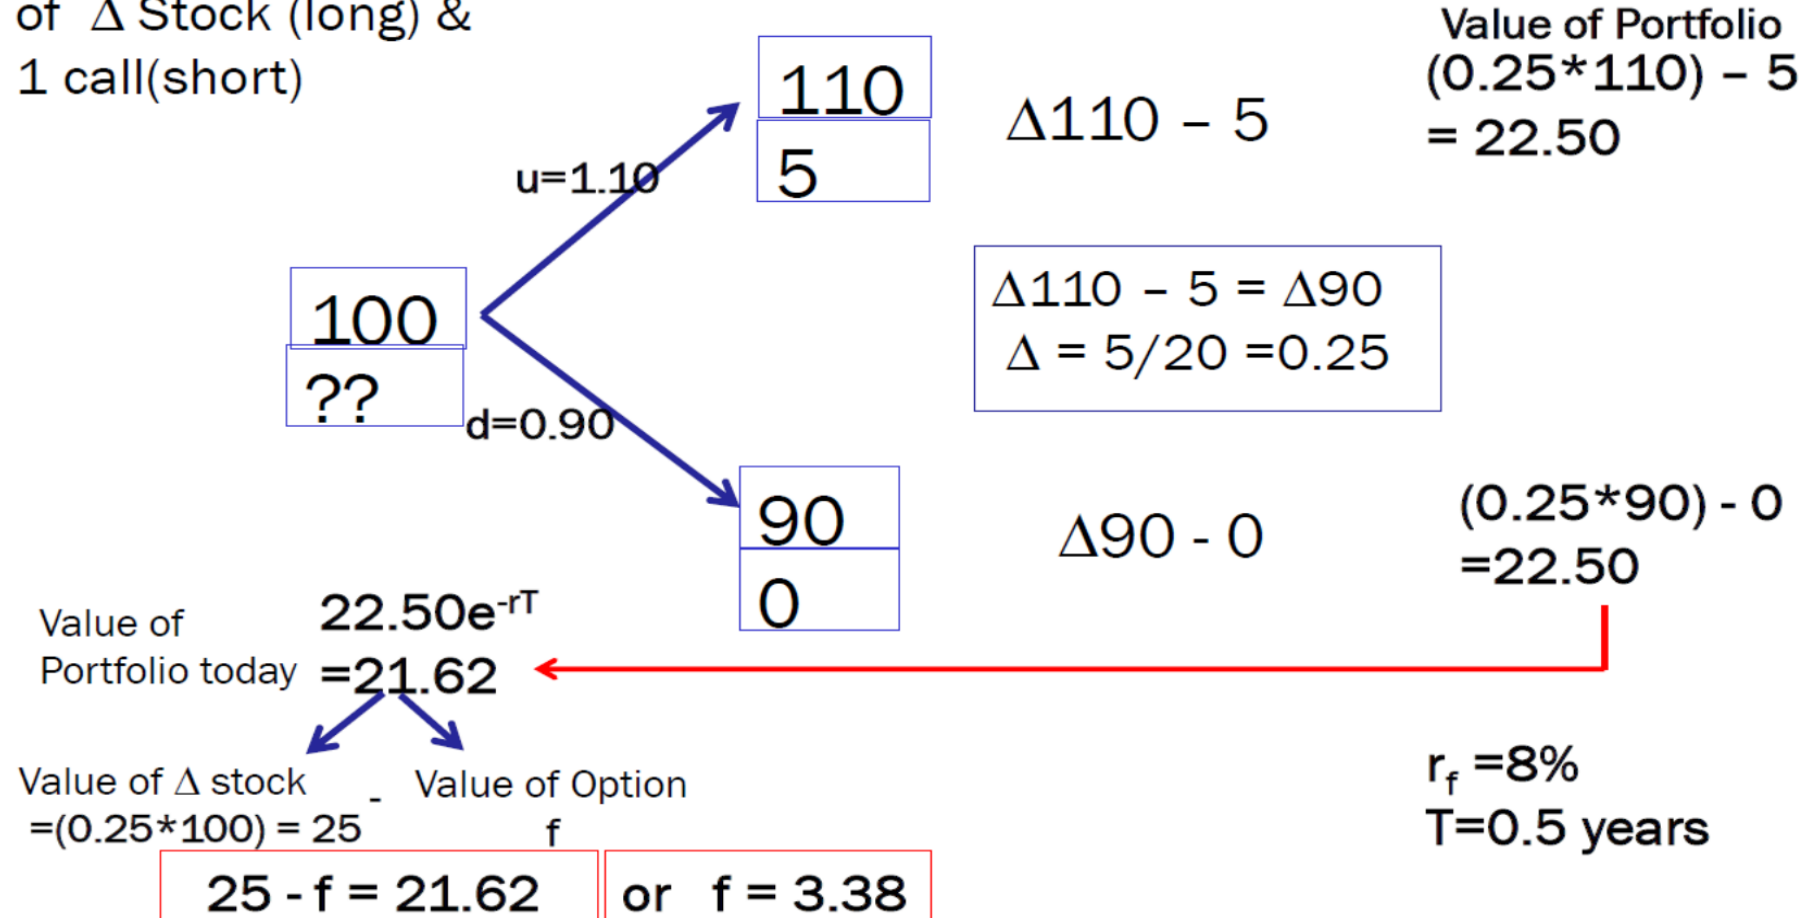 of Δ Stock (long) &
1 call(short)
Value of Portfolio
(0.25*110) – 5
= 22.50
110
5
Δ110 – 5
u=1.10
100
??
d=0.90
Δ110 – 5 = Δ90
Δ = 5/20 =0.25
90
0
Δ90 - 0
(0.25*90) - 0
=22.50
Value of
Portfolio today
22.50e-rT
=21.62
Value of Δ stock
=(0.25*100) = 25
-
Value of Option
f
rf =8%
T=0.5 years
25 - f = 21.62
or f = 3.38